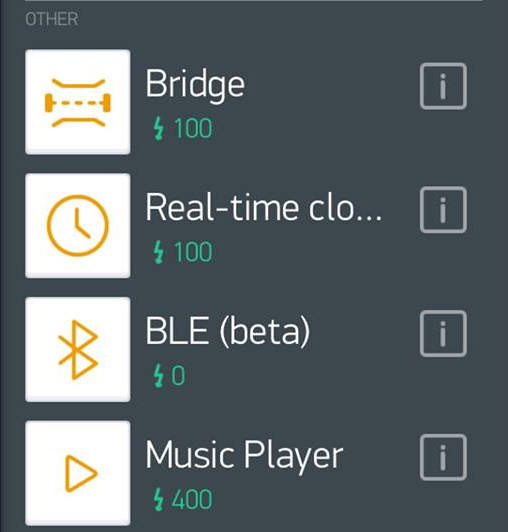 OTHER
Bridge
100
Real-time clo...
100
BLE (beta)
0
Music Player
400